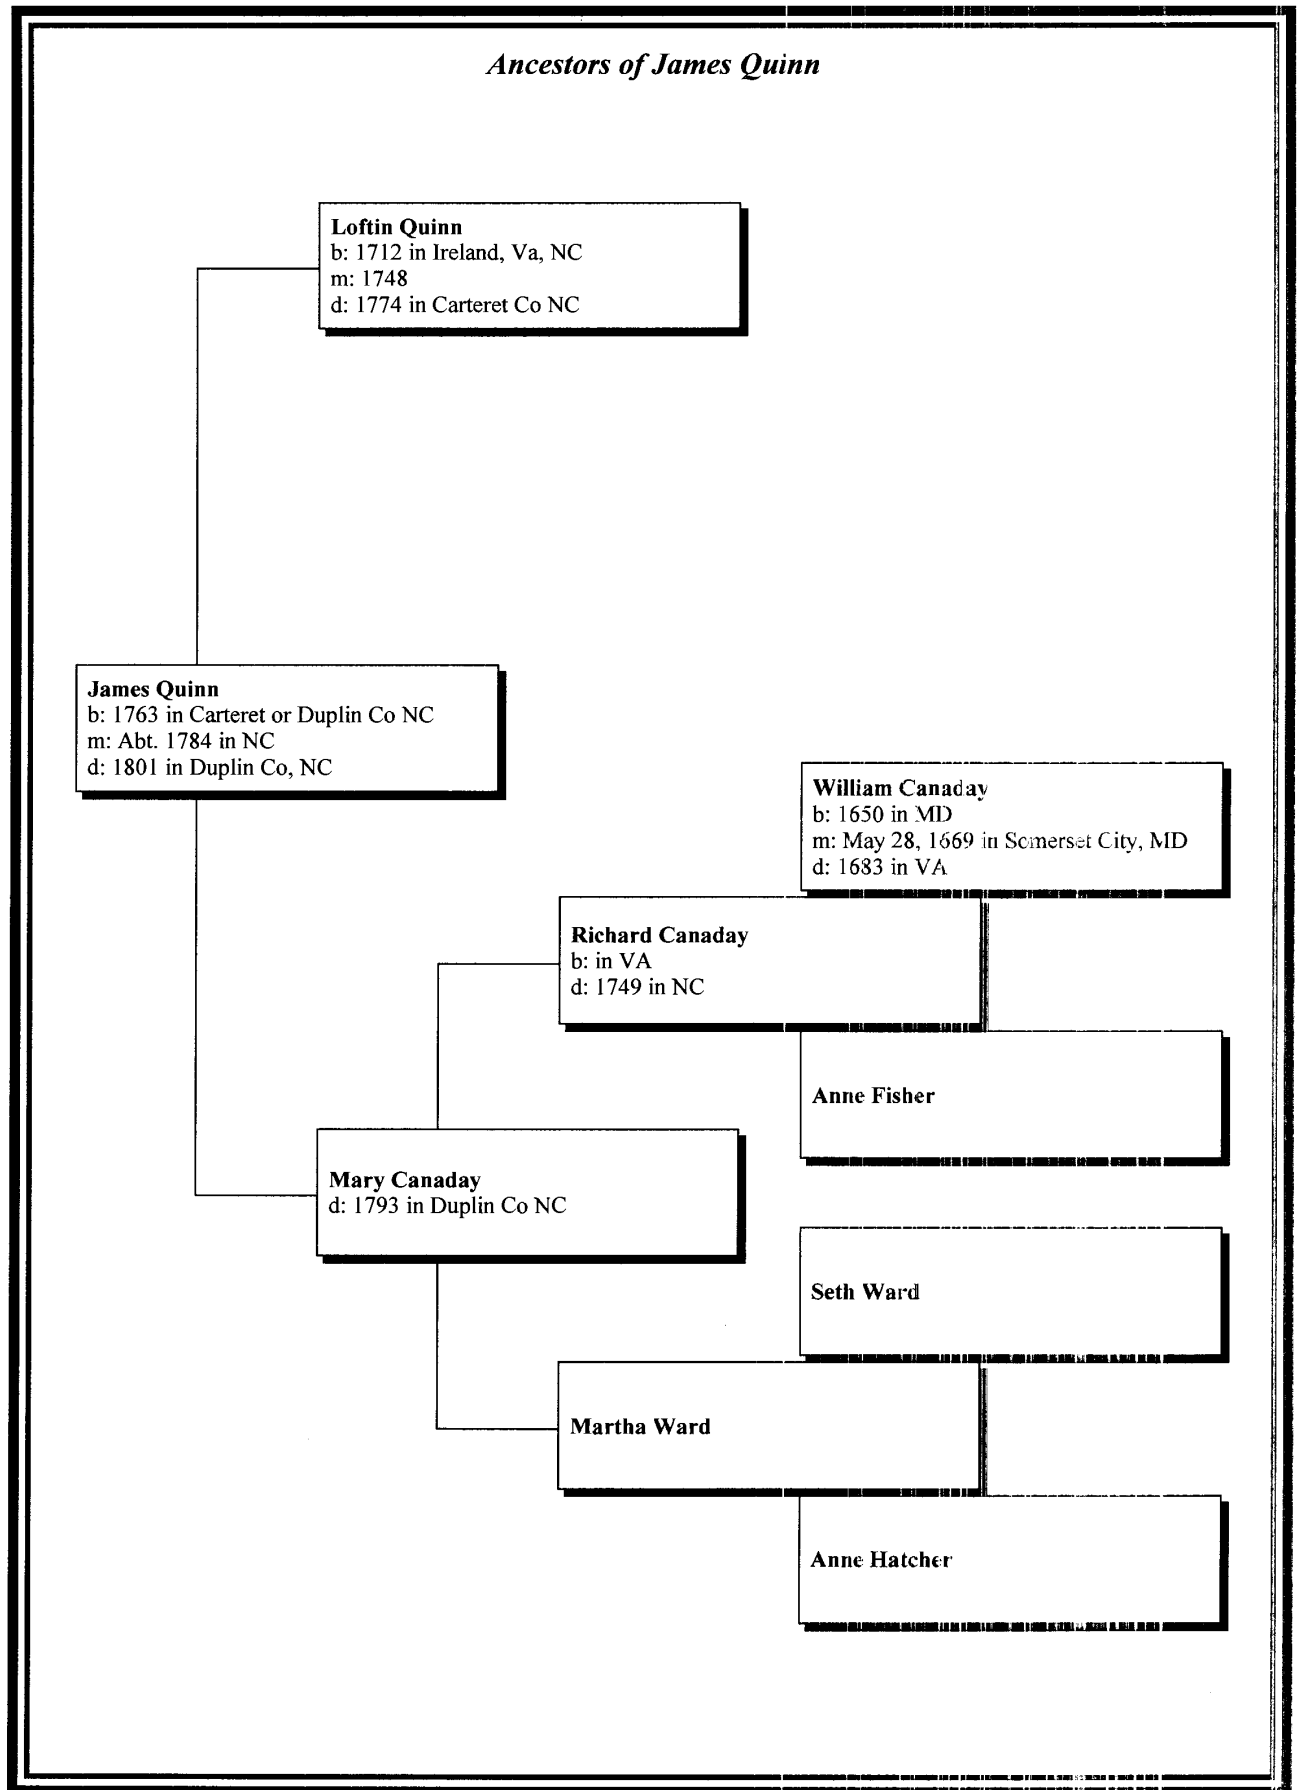 Ancestors of James Quinn
Loftin Quinn
b: 1712 in Ireland, Va, NC
m: 1748
d: 1774 in Carteret Co NC
James Quinn
b: 1763 in Carteret or Duplin Co NC
m: Abt. 1784 in NC
d: 1801 in Duplin Co, NC
William Canaday
b: 1650 in MD
m: May 28, 1669 in Somerset City, MD
d: 1683 in VA
Richard Canaday
b: in VA
d: 1749 in NC
Anne Fisher
Mary Canaday
d: 1793 in Duplin Co NC
Seth Ward
Martha Ward
Anne Hatcher